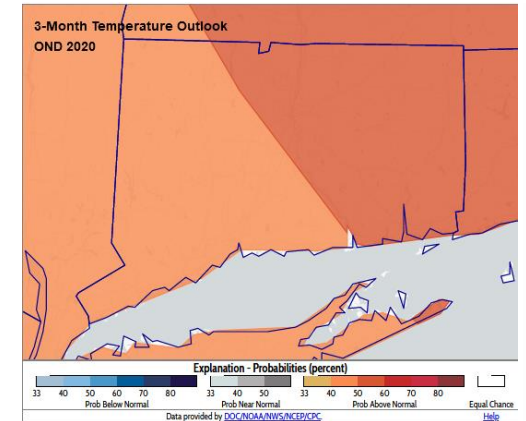 3-Month Temperature Outlook
OND 2020
Explanation - Probabilities (percent)
33 40 50 60 70 80 33 40 50 33 40 50 60 70 80
Prob Below Normal Prob Near Normal Prob Above Normal Equal Chance
Data provided by DOC/NOAA/NWS/NCEP/CPC. Help